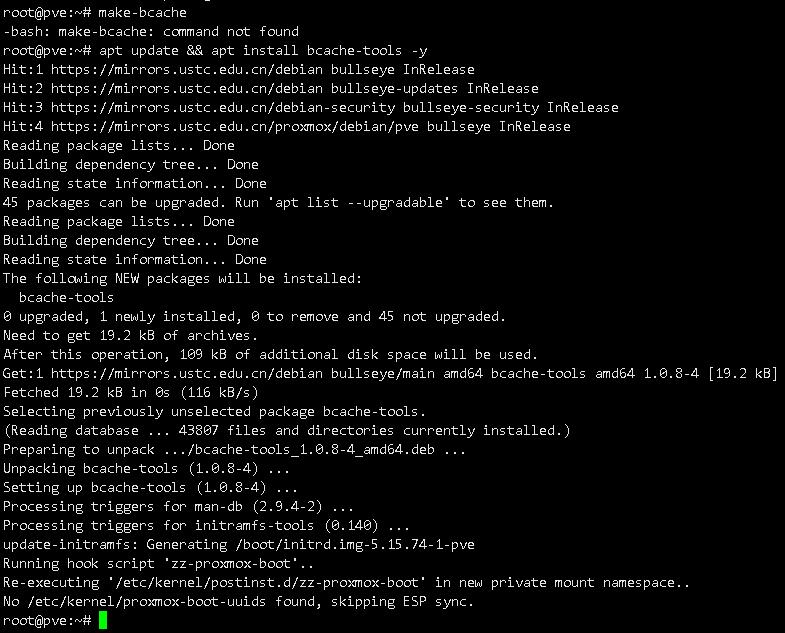 root@pve:~# make-bcache
-bash: make-bcache: command not found
root@pve:~# apt update && apt install bcache-tools -y
Hit:1 https://mirrors.ustc.edu.cn/debian bullseye InRelease
Hit:2 https://mirrors.ustc.edu.cn/debian bullseye-updates InRelease
Hit:3 https://mirrors.ustc.edu.cn/debian-security bullseye-security InRelease
Hit:4 https://mirrors.ustc.edu.cn/proxmox/debian/pve bullseye InRelease
Reading package lists... Done
Building dependency tree... Done
Reading state information... Done
45 packages can be upgraded. Run 'apt list --upgradable' to see them.
Reading package lists... Done
Building dependency tree... Done
Reading state information... Done
The following NEW packages will be installed:
  bcache-tools
0 upgraded, 1 newly installed, 0 to remove and 45 not upgraded.
Need to get 19.2 kB of archives.
After this operation, 109 kB of additional disk space will be used.
Get:1 https://mirrors.ustc.edu.cn/debian bullseye/main amd64 bcache-tools amd64 1.0.8-4 [19.2 kB]
Fetched 19.2 kB in 0s (116 kB/s)
Selecting previously unselected package bcache-tools.
(Reading database ... 43807 files and directories currently installed.)
Preparing to unpack .../bcache-tools_1.0.8-4_amd64.deb ...
Unpacking bcache-tools (1.0.8-4) ...
Setting up bcache-tools (1.0.8-4) ...
Processing triggers for man-db (2.9.4-2) ...
Processing triggers for initramfs-tools (0.140) ...
update-initramfs: Generating /boot/initrd.img-5.15.74-1-pve
Running hook script 'zz-proxmox-boot'..
Re-executing '/etc/kernel/postinst.d/zz-proxmox-boot' in new private mount namespace..
No /etc/kernel/proxmox-boot-uuids found, skipping ESP sync.
root@pve:~#